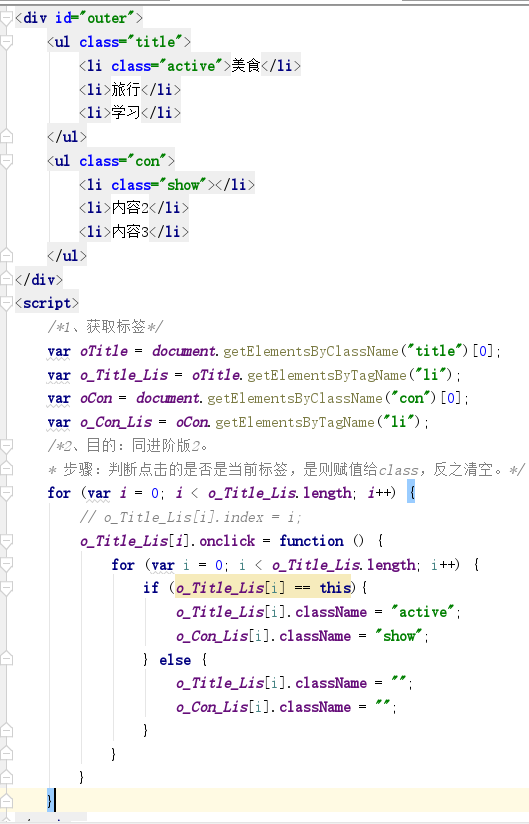 <div id="outer">
    <ul class="title">
        <li class="active">美食</li>
        <li>旅行</li>
        <li>学习</li>
    </ul>
    <ul class="con">
        <li class="show"></li>
        <li>内容2</li>
        <li>内容3</li>
    </ul>
</div>
<script>
    /*1、获取标签*/
    var oTitle = document.getElementsByClassName("title")[0];
    var o_Title_Lis = oTitle.getElementsByTagName("li");
    var oCon = document.getElementsByClassName("con")[0];
    var o_Con_Lis = oCon.getElementsByTagName("li");
    /*2、目的：同进阶版2。
    * 步骤：判断点击的是否是当前标签，是则赋值给class，反之清空。*/
    for (var i = 0; i < o_Title_Lis.length; i++) {
        // o_Title_Lis[i].index = i;
        o_Title_Lis[i].onclick = function () {
            for (var i = 0; i < o_Title_Lis.length; i++) {
                if (o_Title_Lis[i] == this){
                    o_Title_Lis[i].className = "active";
                    o_Con_Lis[i].className = "show";
                } else {
                    o_Title_Lis[i].className = "";
                    o_Con_Lis[i].className = "";
                }
            }
        }
    }